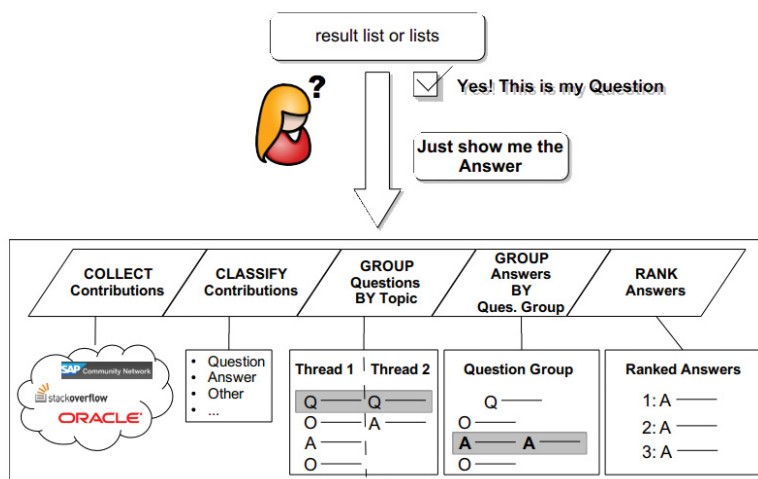 result list or lists
?
Yes! This is my Question
Just show me the
Answer
COLLECT
Contributions
CLASSIFY
Contributions
GROUP
Questions
BY Topic
GROUP
Answers
BY
Ques. Group
RANK
Answers
SAP Community Network
stackoverflow
ORACLE®
• Question
• Answer
• Other
• ...
Thread 1 Thread 2
Q Q
O A
A
O
Question Group
Q
O
A A
O
Ranked Answers
1: A
2: A
3: A